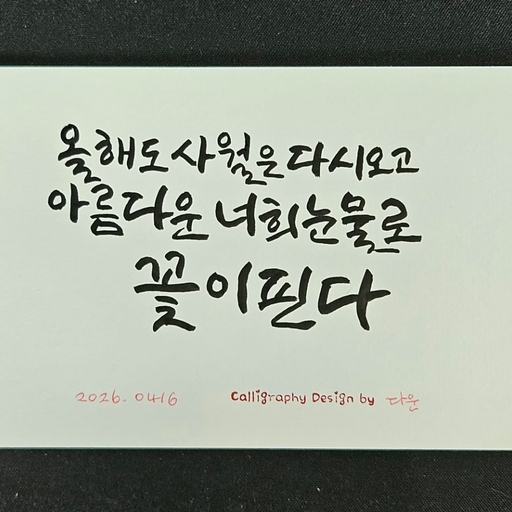 올해도 사월은 다시오고
아름다운 너희눈물로
꽃이핀다
2026. 0416 Calligraphy Design by 다운